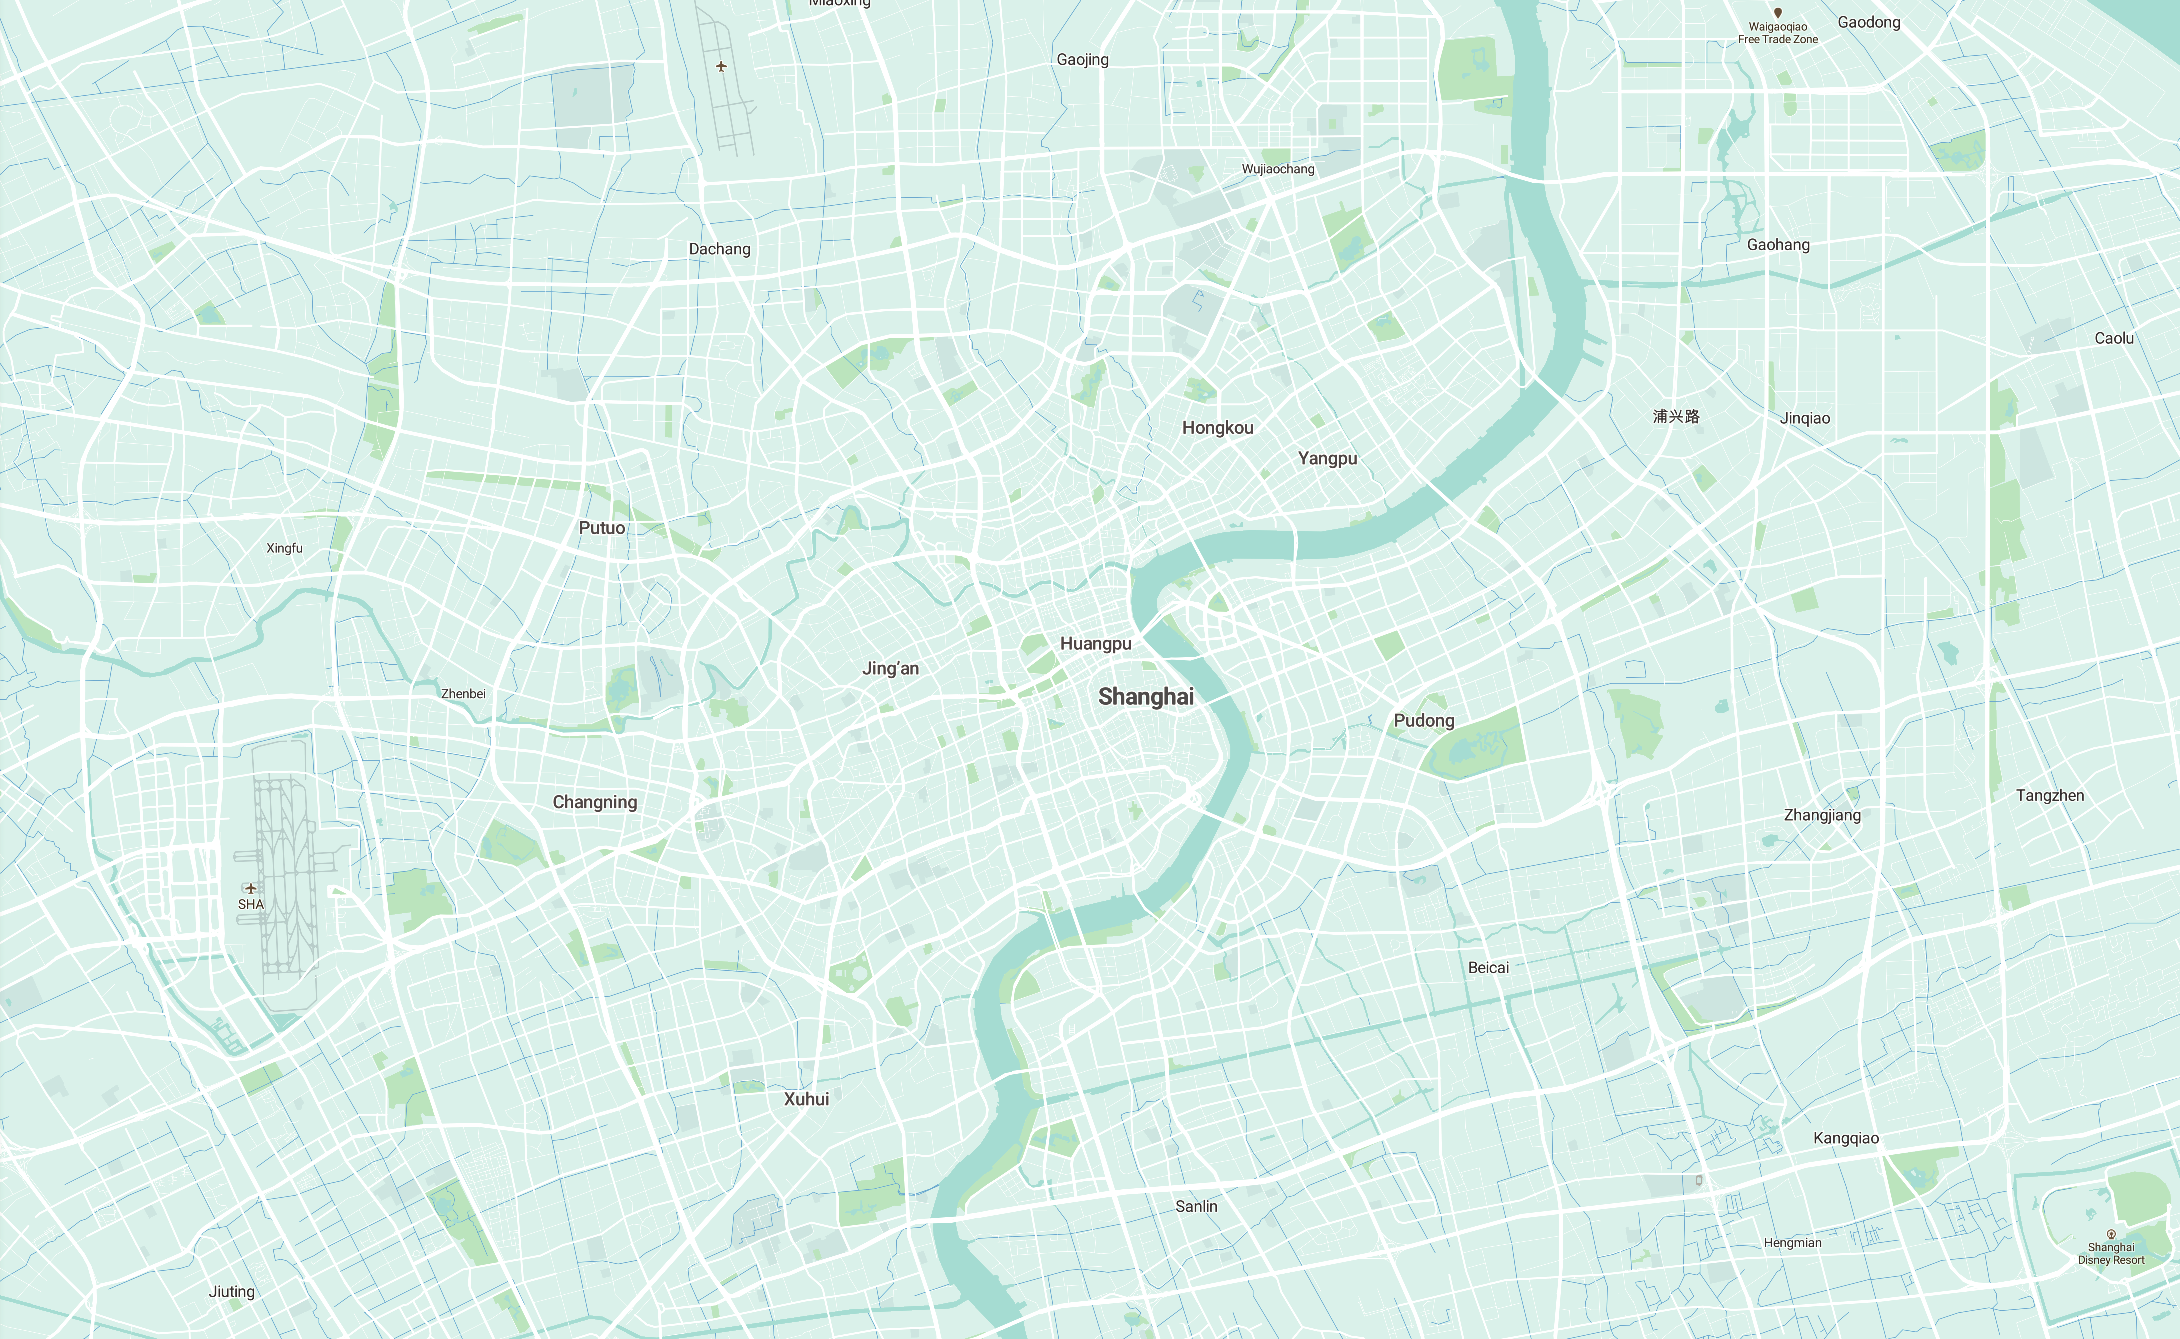 Miaoxing
Waigaoqiao
Free Trade Zone
Gaodong
Gaojing
Wujiaochang
Dachang
Gaohang
Caolu
浦兴路
Jinqiao
Hongkou
Yangpu
Putuo
Xingfu
Huangpu
Jing'an
Zhenbei
Shanghai
Pudong
Changning
Tangzhen
Zhangjiang
SHA
Beicai
Xuhui
Kangqiao
Sanlin
Hengmian
Shanghai
Disney Resort
Jiuting